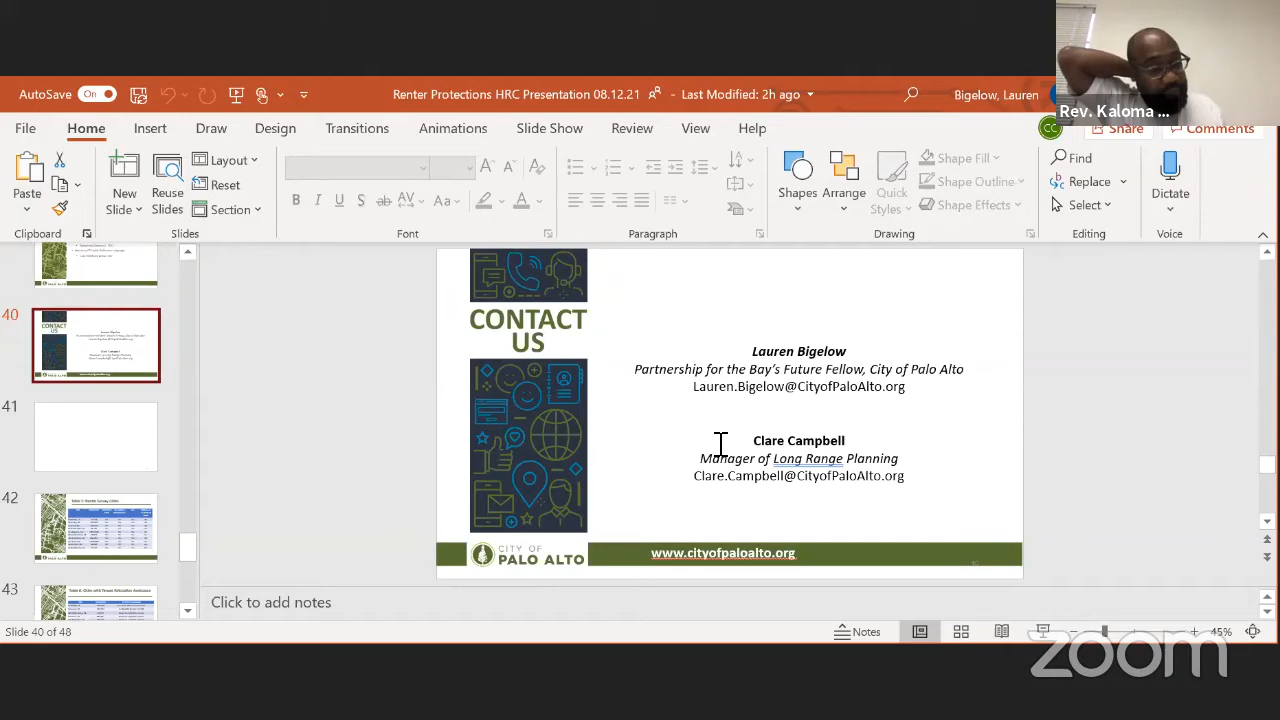 AutoSave
On
Renter Protections HRC Presentation 08.12.21
- Last Modified: 2h ago
Bigelow, Lauren
Rev. Kaloma ...
File
Home
Insert
Draw
Design
Transitions
Animations
Slide Show
Review
View
Help
CC
Share
Comments
Paste
New
Slide
Reuse
Slides
Layout
Reset
Section
B
I
U
S
ab
AV
Aa
A
Shapes
Arrange
Quick
Styles
Shape Fill
Shape Outline
Shape Effects
Find
Replace
Select
Dictate
Clipboard
Slides
Font
Paragraph
Drawing
Editing
Voice
40
41
42
43
CONTACT
US
Lauren Bigelow
Partnership for the Bay's Future Fellow, City of Palo Alto
Lauren.Bigelow@CityofPaloAlto.org
Clare Campbell
Manager of Long Range Planning
Clare.Campbell@CityofPaloAlto.org
CITY OF
PALO ALTO
www.cityofpaloalto.org
Click to add notes
Slide 40 of 48
Notes
45%
zoom